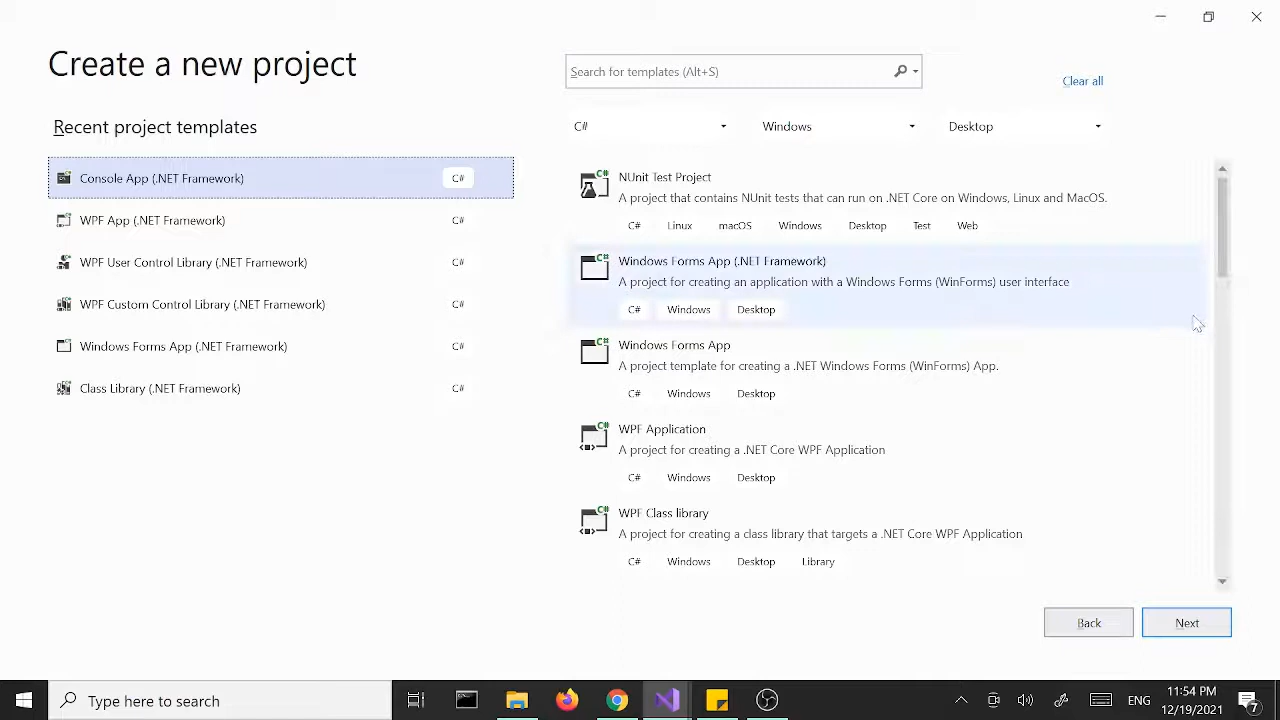 Create a new project
Search for templates (Alt+S)
Clear all
Recent project templates
C# Windows Desktop
Console App (.NET Framework) C#
WPF App (.NET Framework) C#
WPF User Control Library (.NET Framework) C#
WPF Custom Control Library (.NET Framework) C#
Windows Forms App (.NET Framework) C#
Class Library (.NET Framework) C#
NUnit Test Project
A project that contains NUnit tests that can run on .NET Core on Windows, Linux and MacOS.
C# Linux macOS Windows Desktop Test Web
Windows Forms App (.NET Framework)
A project for creating an application with a Windows Forms (WinForms) user interface
C# Windows Desktop
Windows Forms App
A project template for creating a .NET Windows Forms (WinForms) App.
C# Windows Desktop
WPF Application
A project for creating a .NET Core WPF Application
C# Windows Desktop
WPF Class library
A project for creating a class library that targets a .NET Core WPF Application
C# Windows Desktop Library
Back Next
Type here to search
ENG
1:54 PM
12/19/2021
7